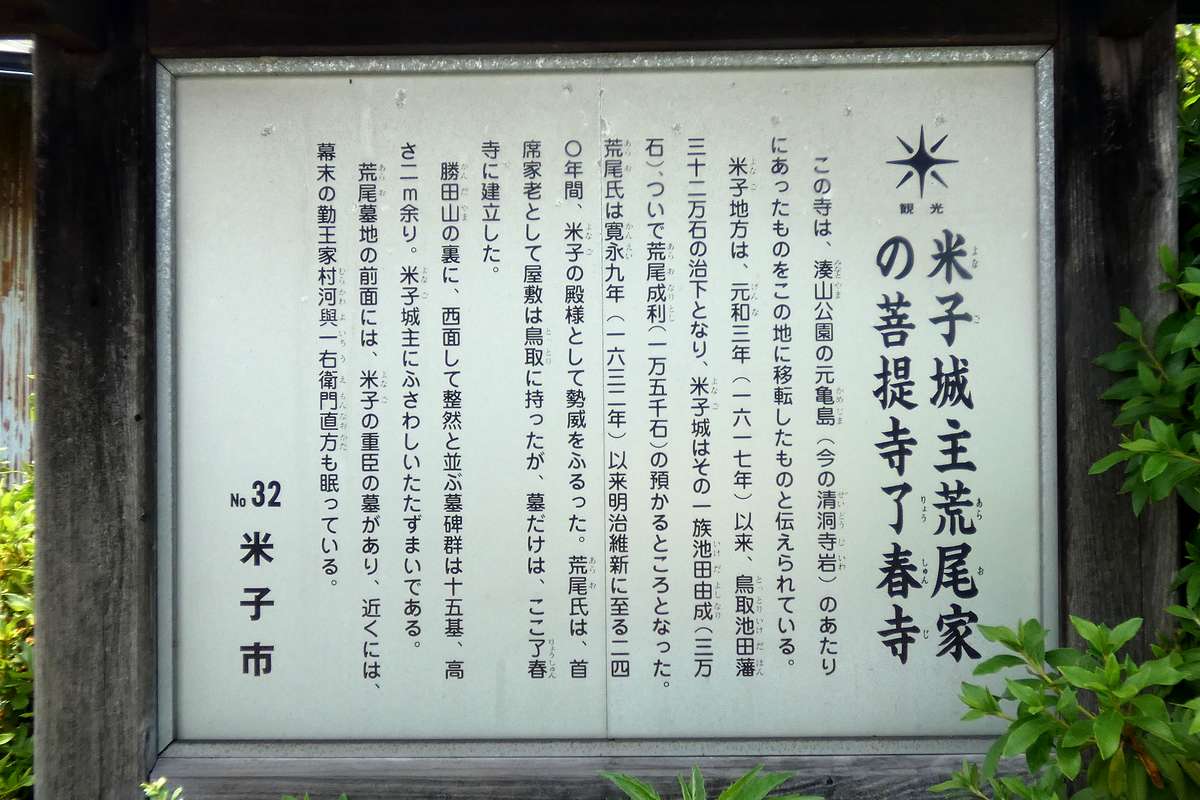 観光
米子城主荒尾家
の菩提寺了春寺
この寺は、湊山公園の元亀島（今の清洞寺岩）のあたり
にあったものをこの地に移転したものと伝えられている。
米子地方は、元和三年（一六一七年）以来、鳥取池田藩
三十二万石の治下となり、米子城はその一族池田由成（三万
石）、ついで荒尾成利（一万五千石）の預かるところとなった。
荒尾氏は寛永九年（一六三二年）以来明治維新に至る二四
〇年間、米子の殿様として勢威をふるった。荒尾氏は、首
席家老として屋敷は鳥取に持ったが、墓だけは、ここ了春
寺に建立した。
勝田山の裏に、西面して整然と並ぶ墓碑群は十五基、高
さ二ｍ余り。米子城主にふさわしいたたずまいである。
荒尾墓地の前面には、米子の重臣の墓があり、近くには、
幕末の勤王家村河與一右衛門直方も眠っている。
No 32 米子市